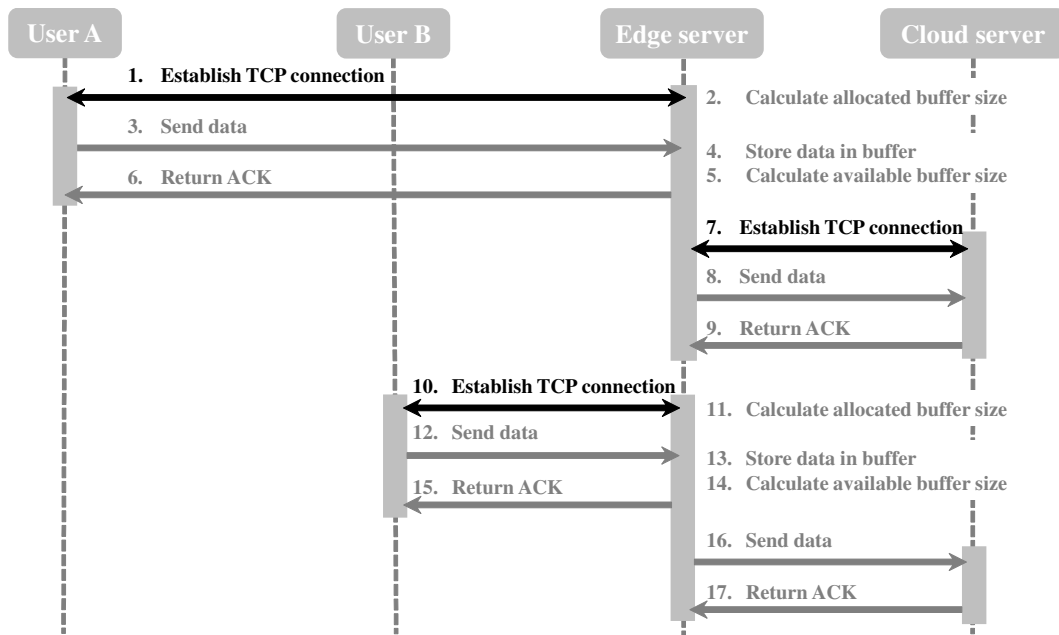 User A
User B
Edge server
Cloud server
1. Establish TCP connection
2. Calculate allocated buffer size
3. Send data
4. Store data in buffer
5. Calculate available buffer size
6. Return ACK
7. Establish TCP connection
8. Send data
9. Return ACK
10. Establish TCP connection
11. Calculate allocated buffer size
12. Send data
13. Store data in buffer
14. Calculate available buffer size
15. Return ACK
16. Send data
17. Return ACK